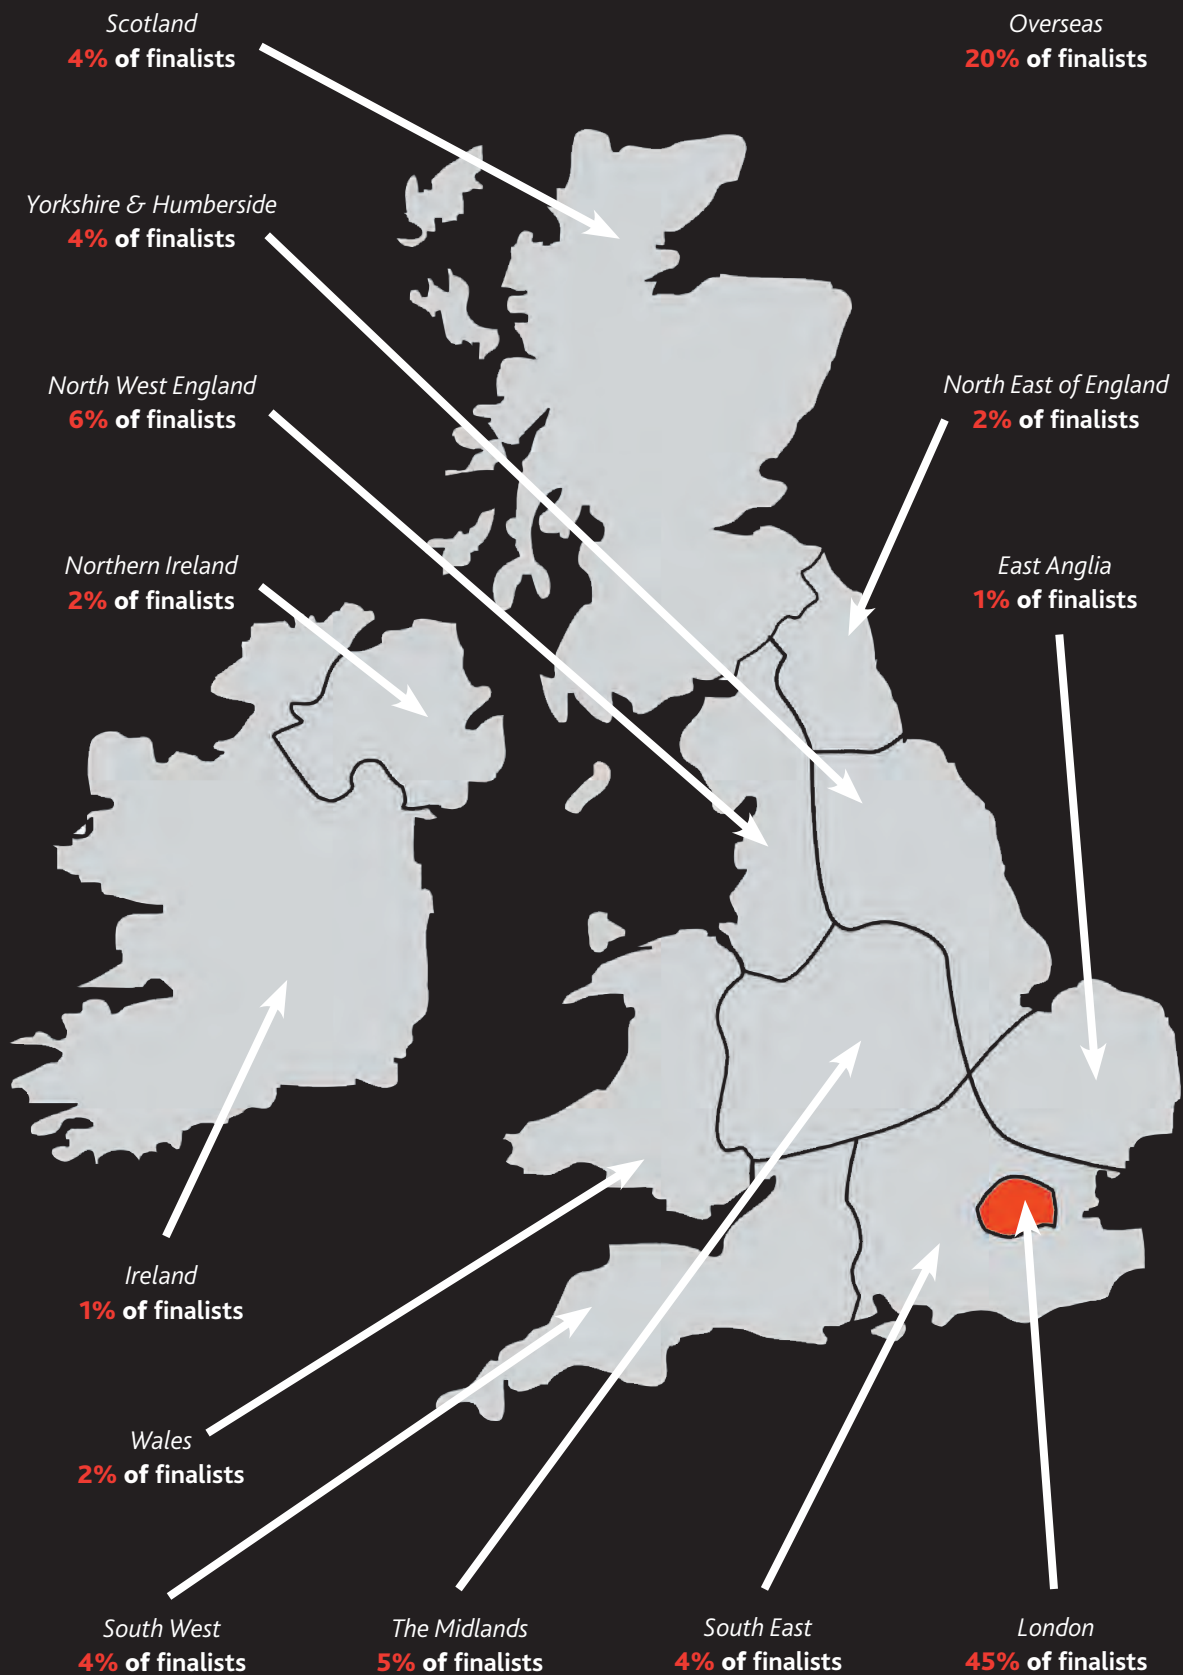 Scotland
4% of finalists
Overseas
20% of finalists
Yorkshire & Humberside
4% of finalists
North West England
6% of finalists
North East of England
2% of finalists
Northern Ireland
2% of finalists
East Anglia
1% of finalists
Ireland
1% of finalists
Wales
2% of finalists
South West
4% of finalists
The Midlands
5% of finalists
South East
4% of finalists
London
45% of finalists